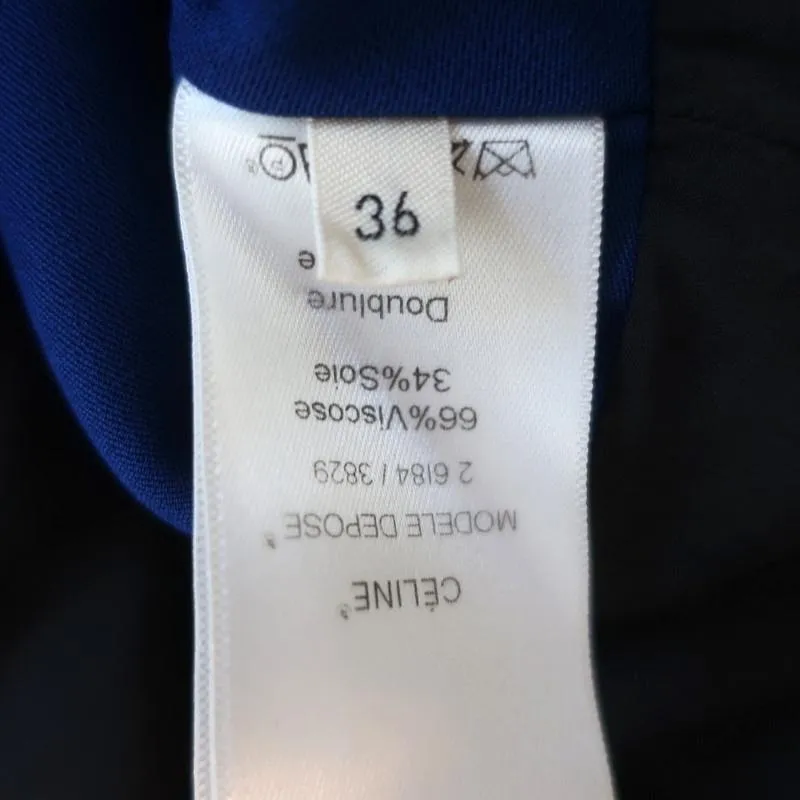 36
CÉLINE®
MODELE DEPOSE®
2 6184 / 3829
66%Viscose
34%Soie
Doublure